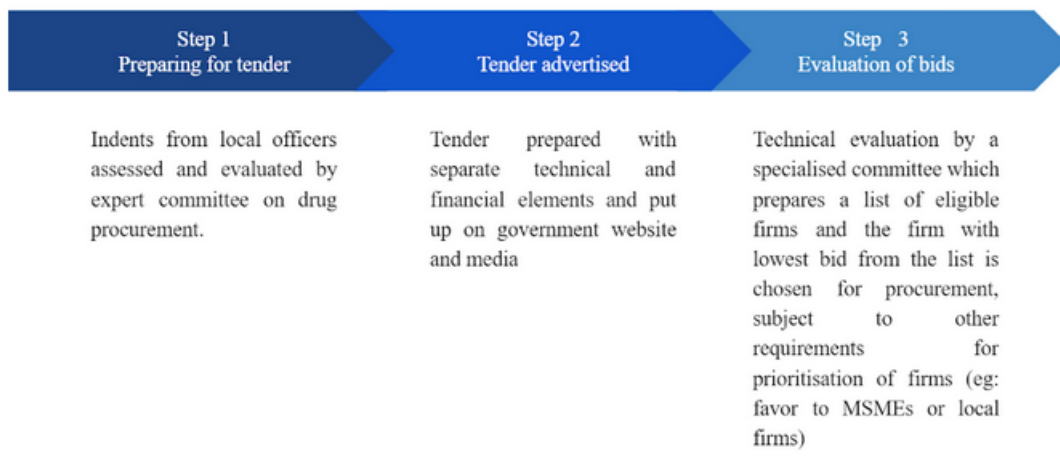 Step 1
Preparing for tender
Step 2
Tender advertised
Step 3
Evaluation of bids
Indents from local officers
assessed and evaluated by
expert committee on drug
procurement.
Tender prepared with
separate technical and
financial elements and put
up on government website
and media
Technical evaluation by a
specialised committee which
prepares a list of eligible
firms and the firm with
lowest bid from the list is
chosen for procurement,
subject to other
requirements for
prioritisation of firms (eg:
favor to MSMEs or local
firms)